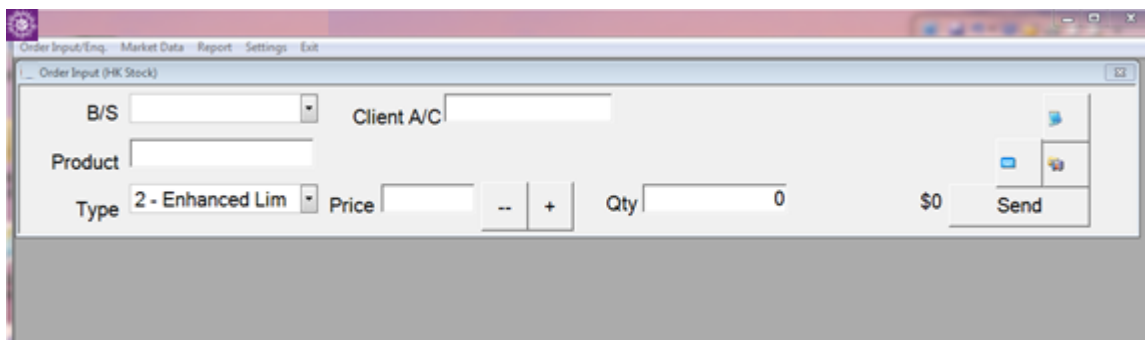 Order Input/Enq. Market Data Report Settings Exit
Order Input (HK Stock)
B/S Client A/C
Product
Type 2 - Enhanced Lim Price -- + Qty 0 $0 Send